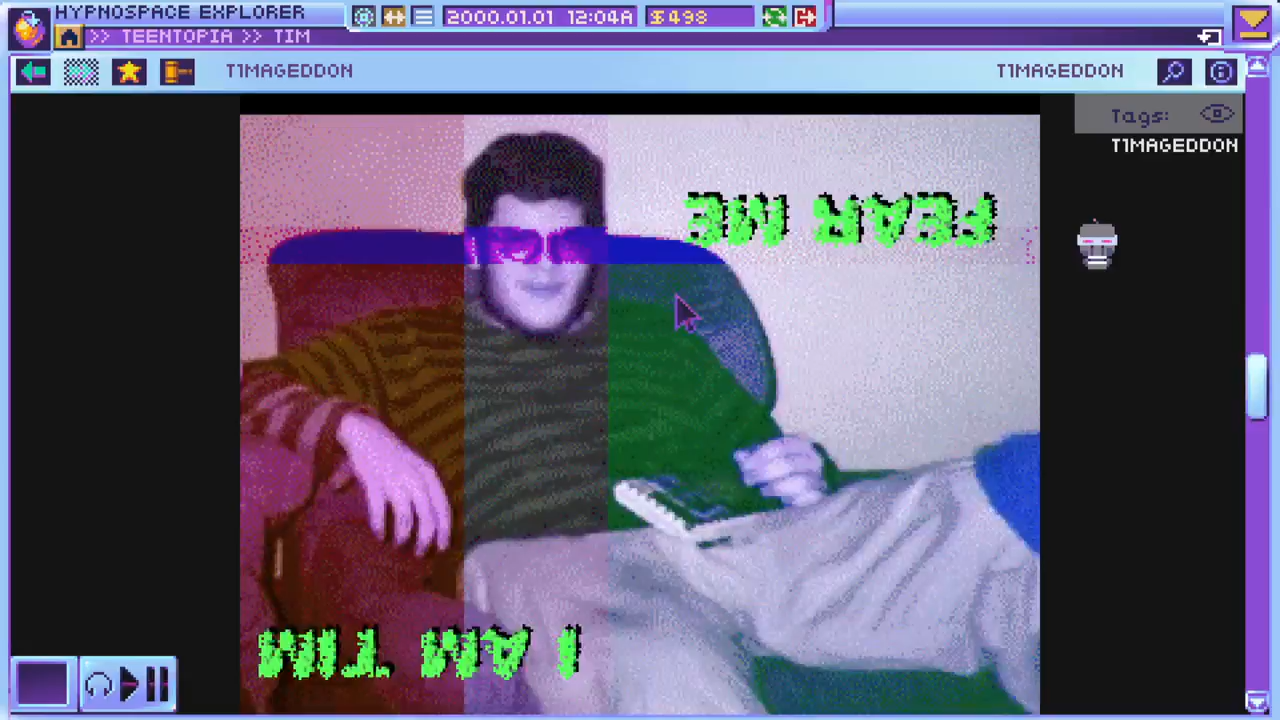 HYPNOSPACE EXPLORER
2000.01.01 12:04A
498
>> TEENTOPIA >> TIM
T1MAGEDDON
T1MAGEDDON
Tags:
T1MAGEDDON
FEAR ME
I AM TIM